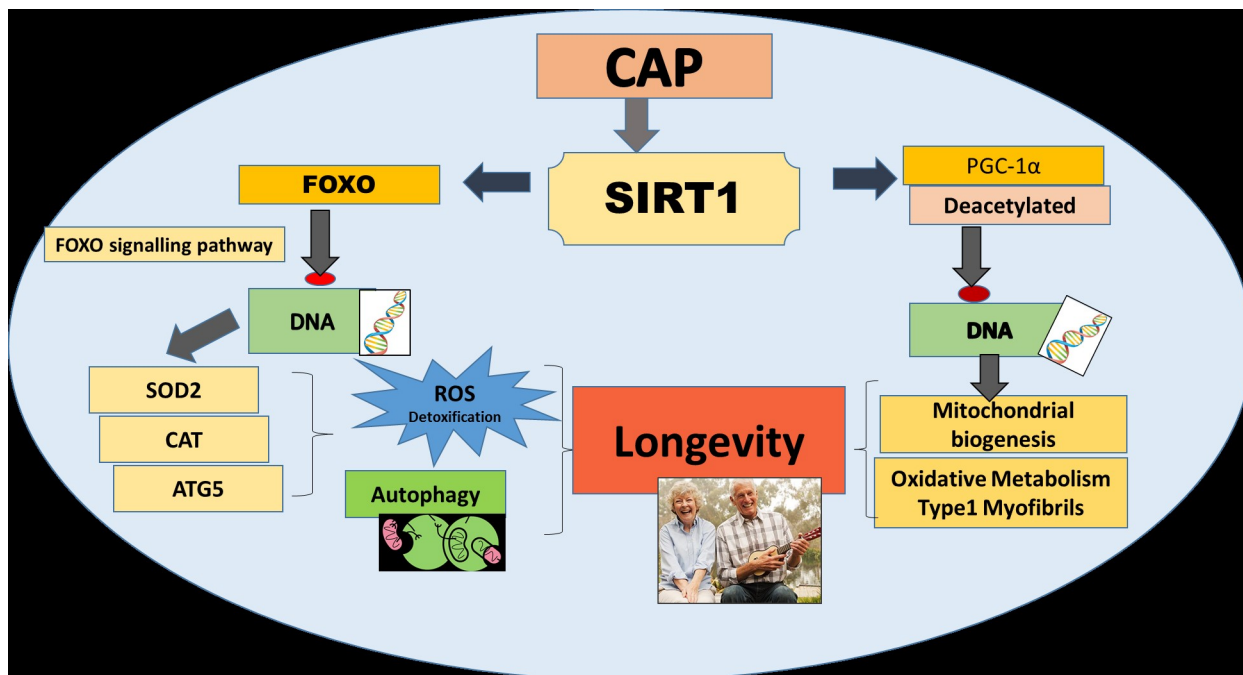 CAP
SIRT1
FOXO
FOXO signalling pathway
DNA
SOD2
CAT
ATG5
ROS
Detoxification
Autophagy
Longevity
PGC-1α
Deacetylated
DNA
Mitochondrial
biogenesis
Oxidative Metabolism
Type1 Myofibrils